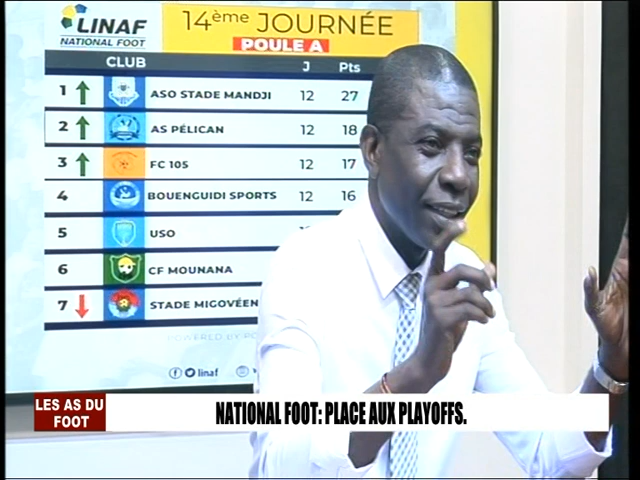 LINAF
NATIONAL FOOT
14ème JOURNÉE
POULE A
CLUB J Pts
1 ASO STADE MANDJI 12 27
2 AS PÉLICAN 12 18
3 FC 105 12 17
4 BOUENGUIDI SPORTS 12 16
5 USO
6 CF MOUNANA
7 STADE MIGOVÉEN
POWERED BY
linaf
LES AS DU
FOOT
NATIONAL FOOT: PLACE AUX PLAYOFFS.